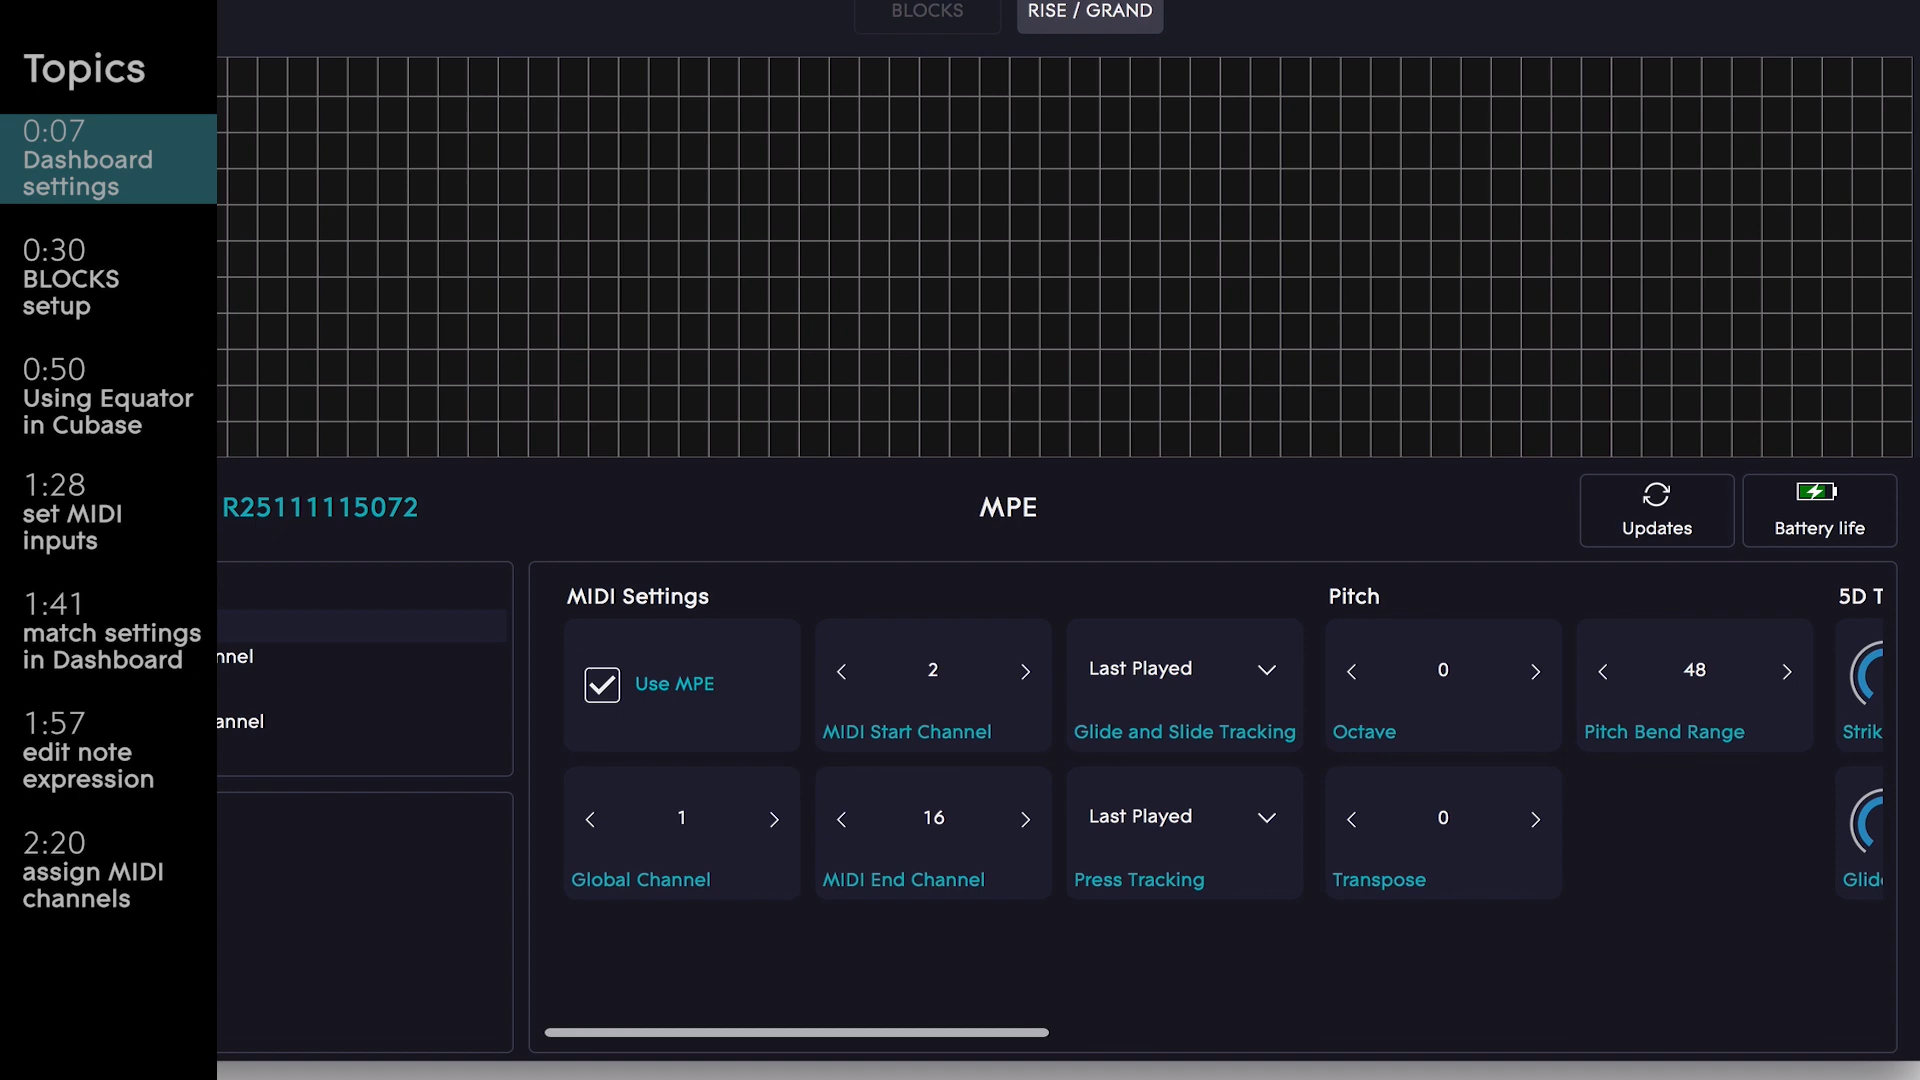 Topics
0:07
Dashboard
settings
0:30
BLOCKS
setup
0:50
Using Equator
in Cubase
1:28
set MIDI
inputs
1:41
match settings
in Dashboard
1:57
edit note
expression
2:20
assign MIDI
channels
BLOCKS
RISE / GRAND
R25111115072
MPE
Updates
Battery life
nnel
annel
MIDI Settings
Pitch
5D T
Use MPE
2
MIDI Start Channel
Last Played
Glide and Slide Tracking
0
Octave
48
Pitch Bend Range
Strik
1
Global Channel
16
MIDI End Channel
Last Played
Press Tracking
0
Transpose
Glide